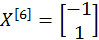 X^[6] = [-1
1]